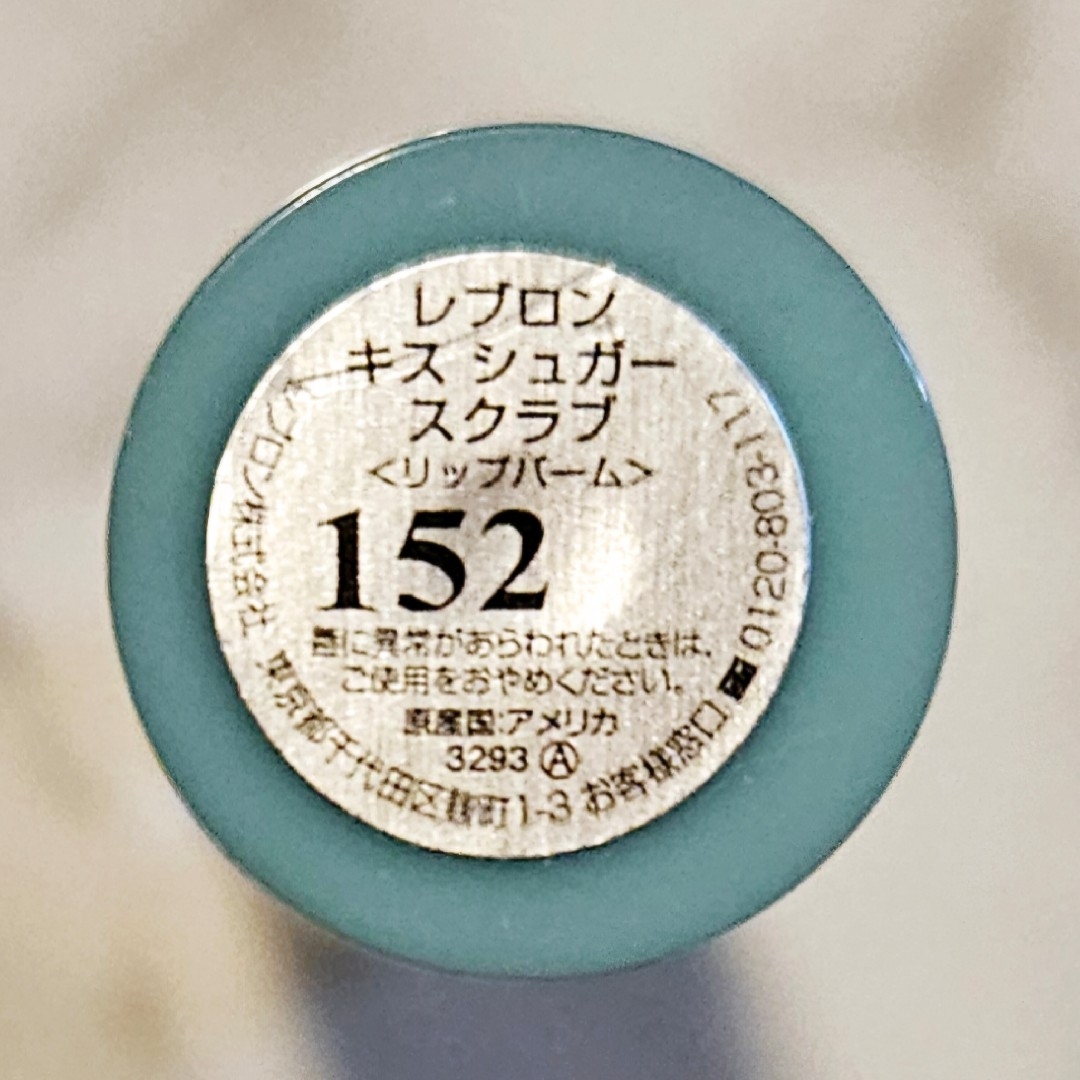 レブロン
キス シュガー
スクラブ
<リップバーム>
152
唇に異常があらわれたときは、
ご使用をおやめください。
原産国:アメリカ
3293 Ⓐ
レブロン株式会社 東京都千代田区麹町1-3 お客様窓口 0120-803-117